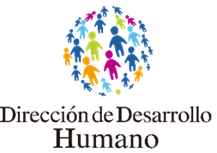 Dirección de Desarrollo
Humano